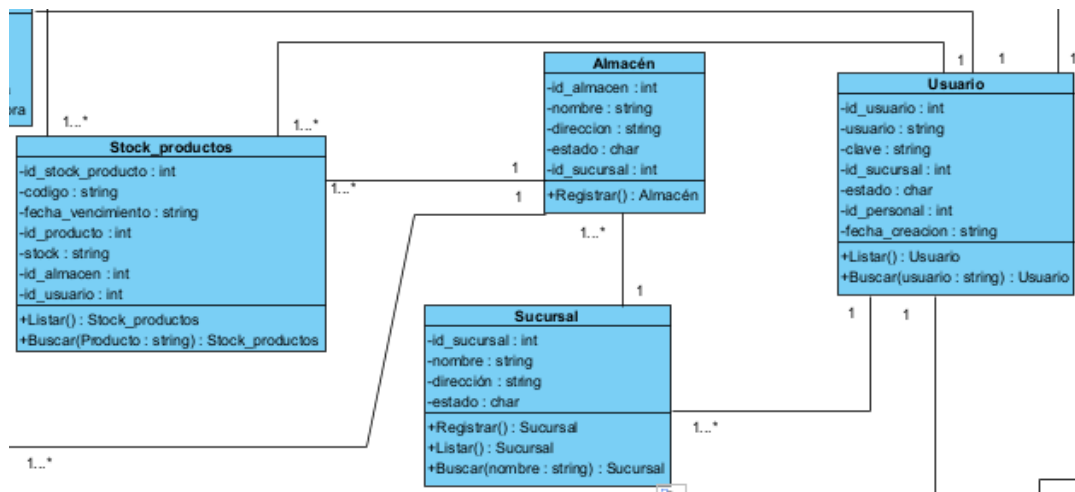 ora
1...*
1...*
Stock_productos
-id_stock_producto : int
-codigo : string
-fecha_vencimiento : string
-id_producto : int
-stock : string
-id_almacen : int
-id_usuario : int
+Listar() : Stock_productos
+Buscar(Producto : string) : Stock_productos
1...*
1
1
1...*
Almacén
-id_almacen : int
-nombre : string
-direccion : string
-estado : char
-id_sucursal : int
+Registrar() : Almacén
1...*
1
Sucursal
-id_sucursal : int
-nombre : string
-dirección : string
-estado : char
+Registrar() : Sucursal
+Listar() : Sucursal
+Buscar(nombre : string) : Sucursal
1...*
1
1
1
Usuario
-id_usuario : int
-usuario : string
-clave : string
-id_sucursal : int
-estado : char
-id_personal : int
-fecha_creacion : string
+Listar() : Usuario
+Buscar(usuario : string) : Usuario
1
1